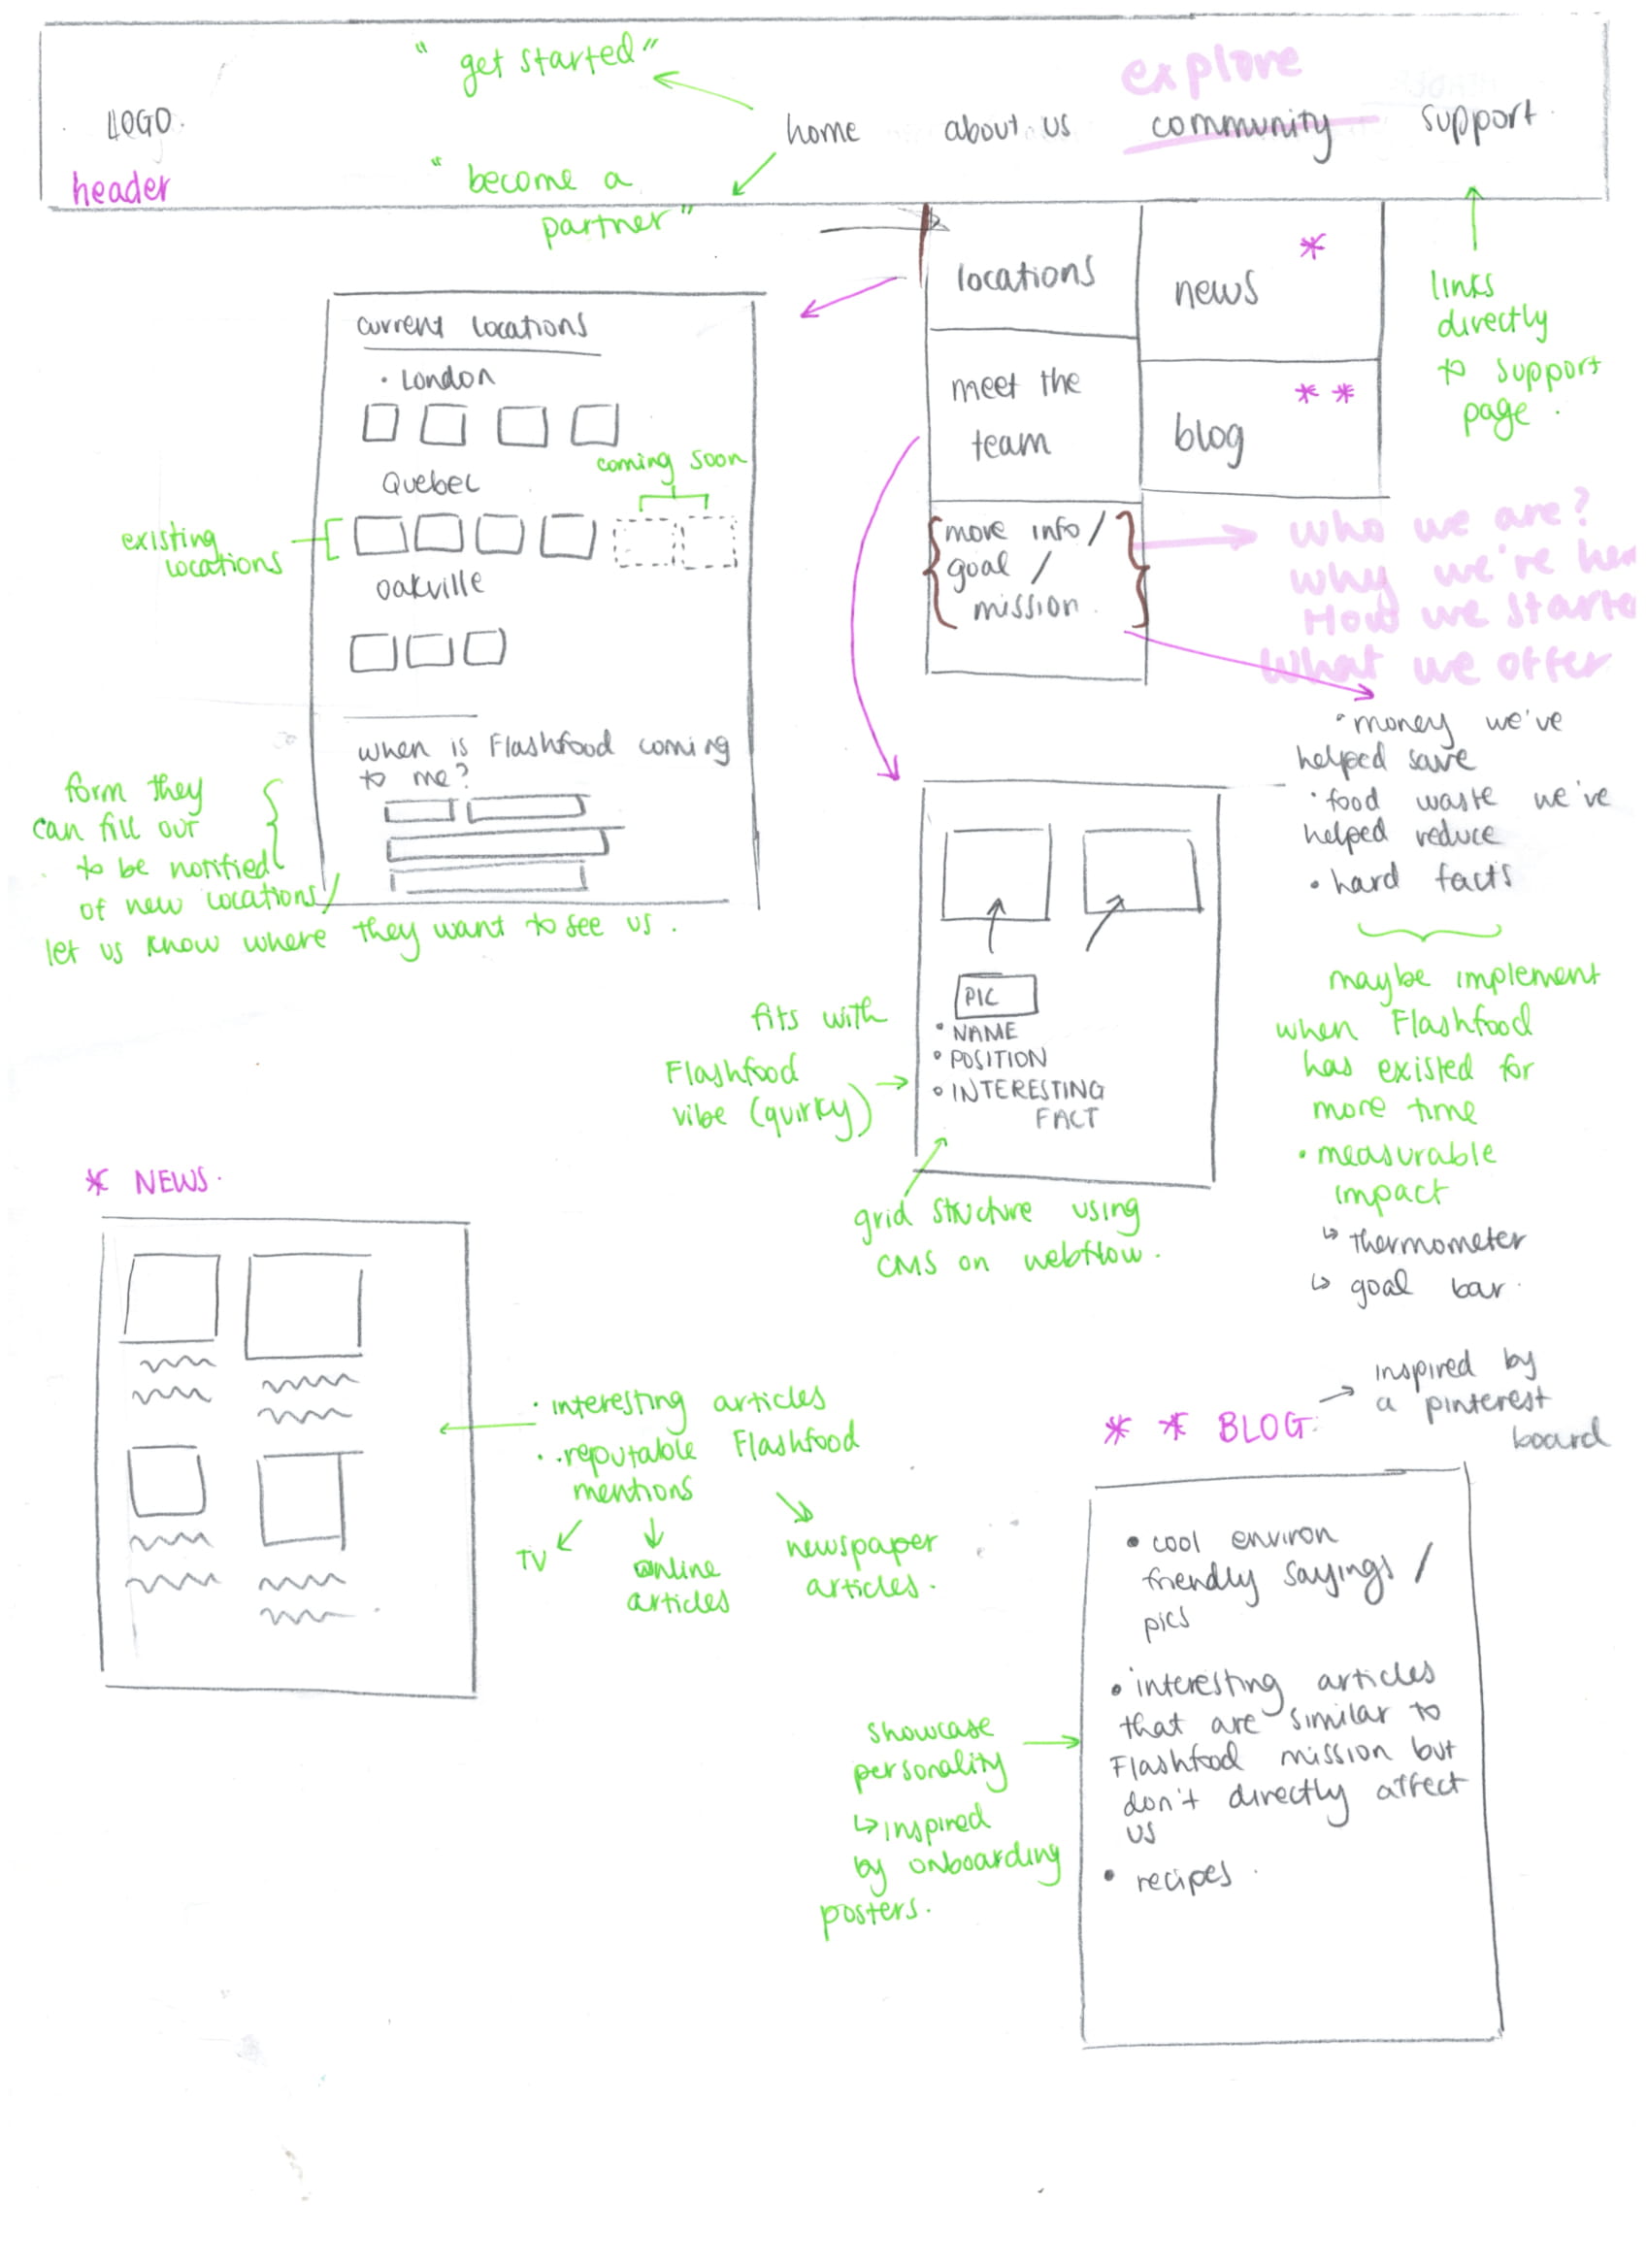 " get started"
explore
LOGO.
home
about us
community
support.
header
" become a
partner"
locations
news *
meet the
team
blog * *
more info /
goal /
mission
links
directly
to support
page.
who we are?
why we're
How we
What we offer
current locations
• London
coming soon
Quebec
existing
locations
oakville
when is Flashfood coming
to me?
form they
can fill out
to be notified
of new locations/
let us know where they want to see us.
• money we've
helped save
• food waste we've
helped reduce
• hard facts
maybe implement
when Flashfood
has existed for
more time
• measurable
impact
↳ thermometer
↳ goal bar.
PIC
• NAME
• POSITION
• INTERESTING
FACT
fits with
Flashfood
vibe (quirky)
grid structure using
CMS on webflow.
* NEWS.
• interesting articles
• reputable Flashfood
mentions
TV
online
articles
newspaper
articles.
* * BLOG:
inspired by
a pinterest
board
• cool environ
friendly sayings /
pics
• interesting articles
that are similar to
Flashfood mission but
don't directly affect
us
• recipes.
showcase
personality
↳ inspired
by onboarding
posters.